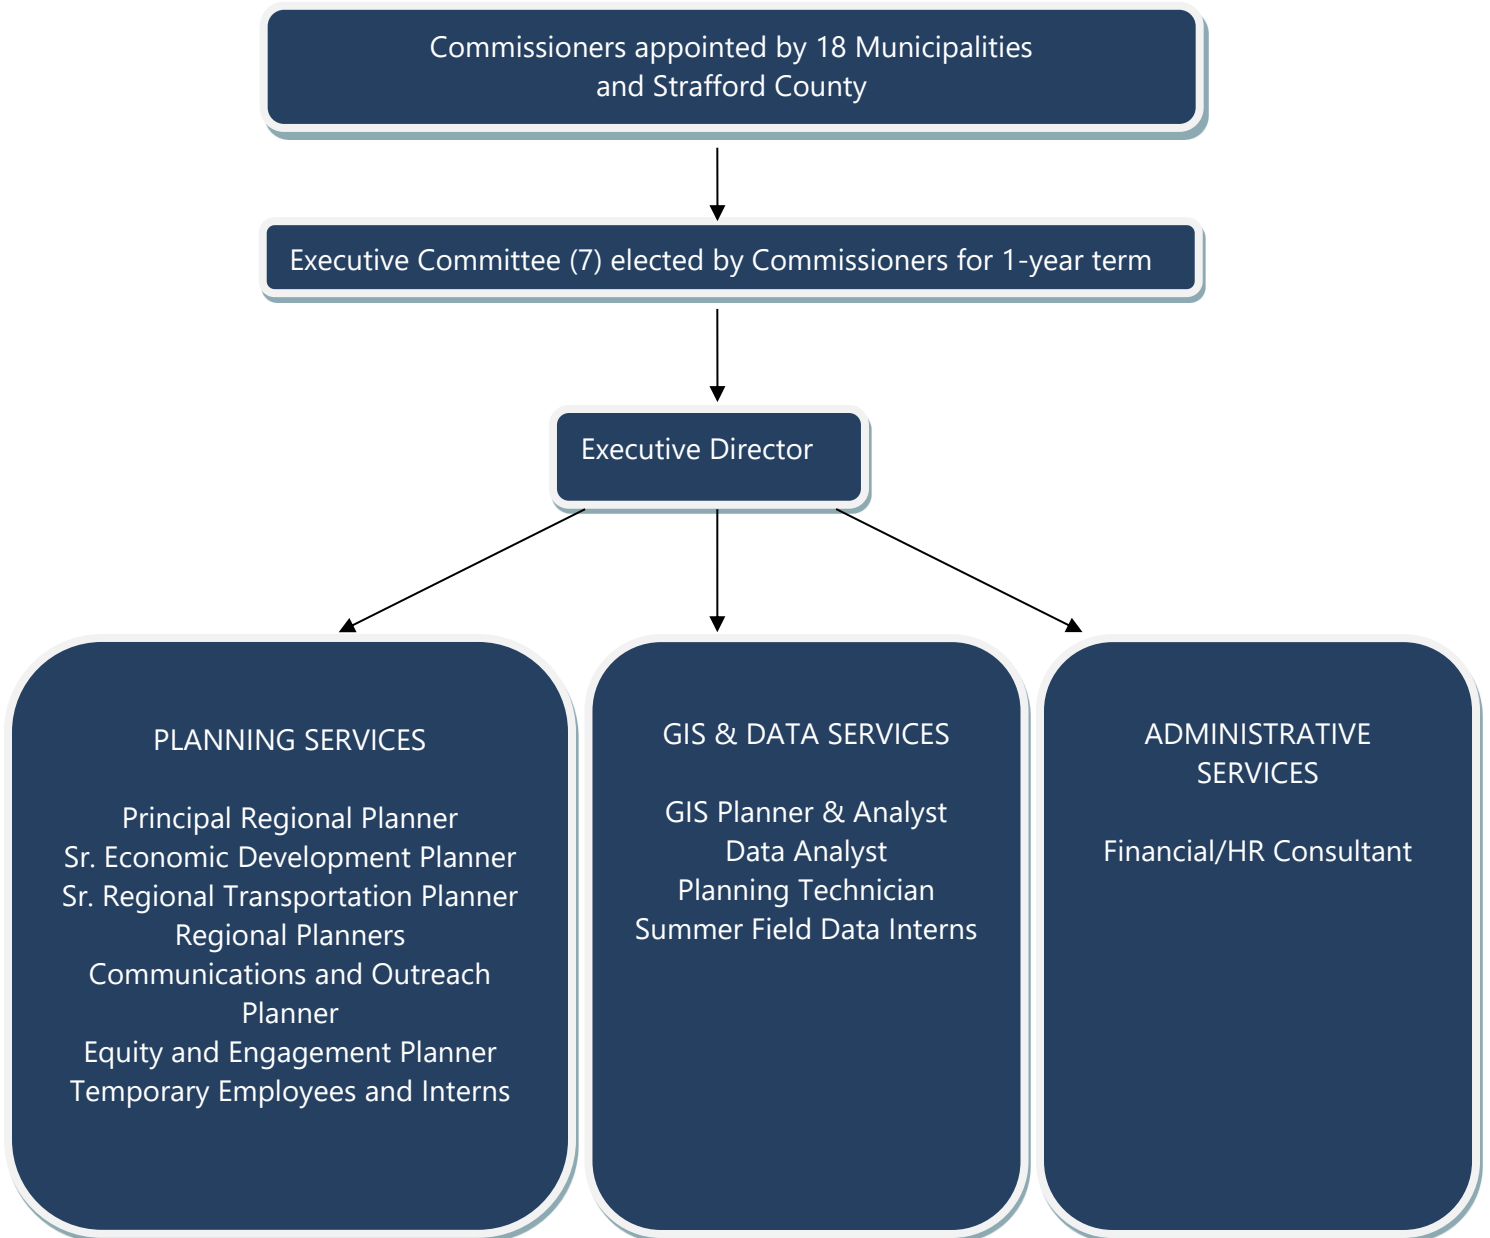 Commissioners appointed by 18 Municipalities
and Strafford County
Executive Committee (7) elected by Commissioners for 1-year term
Executive Director
PLANNING SERVICES
Principal Regional Planner
Sr. Economic Development Planner
Sr. Regional Transportation Planner
Regional Planners
Communications and Outreach
Planner
Equity and Engagement Planner
Temporary Employees and Interns
GIS & DATA SERVICES
GIS Planner & Analyst
Data Analyst
Planning Technician
Summer Field Data Interns
ADMINISTRATIVE
SERVICES
Financial/HR Consultant